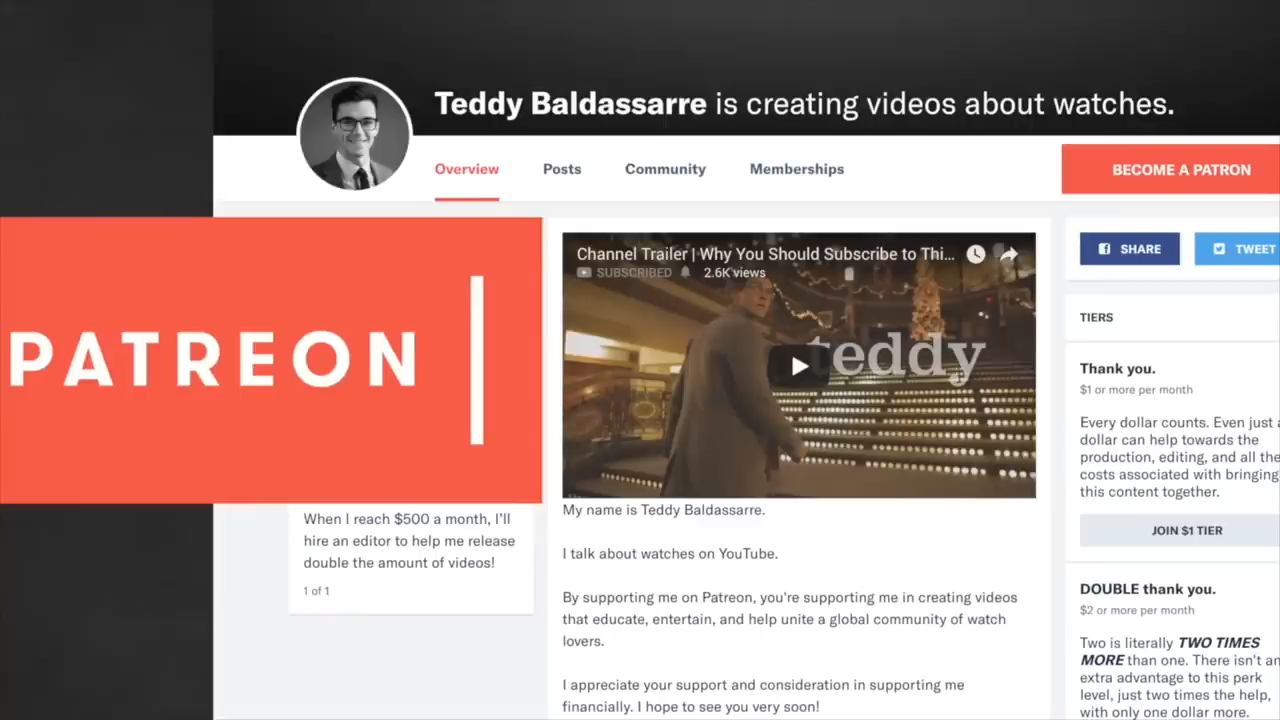 Teddy Baldassarre is creating videos about watches.
Overview
Posts
Community
Memberships
BECOME A PATRON
PATREON
When I reach $500 a month, I'll
hire an editor to help me release
double the amount of videos!
1 of 1
Channel Trailer | Why You Should Subscribe to Thi...
SUBSCRIBED
2.6K views
teddy
My name is Teddy Baldassarre.
I talk about watches on YouTube.
By supporting me on Patreon, you're supporting me in creating videos
that educate, entertain, and help unite a global community of watch
lovers.
I appreciate your support and consideration in supporting me
financially. I hope to see you very soon!
SHARE
TWEET
TIERS
Thank you.
$1 or more per month
Every dollar counts. Even just a
dollar can help towards the
production, editing, and all the
costs associated with bringing
this content together.
JOIN $1 TIER
DOUBLE thank you.
$2 or more per month
Two is literally TWO TIMES
MORE than one. There isn't an
extra advantage to this perk
level, just two times the help,
with only one dollar more.